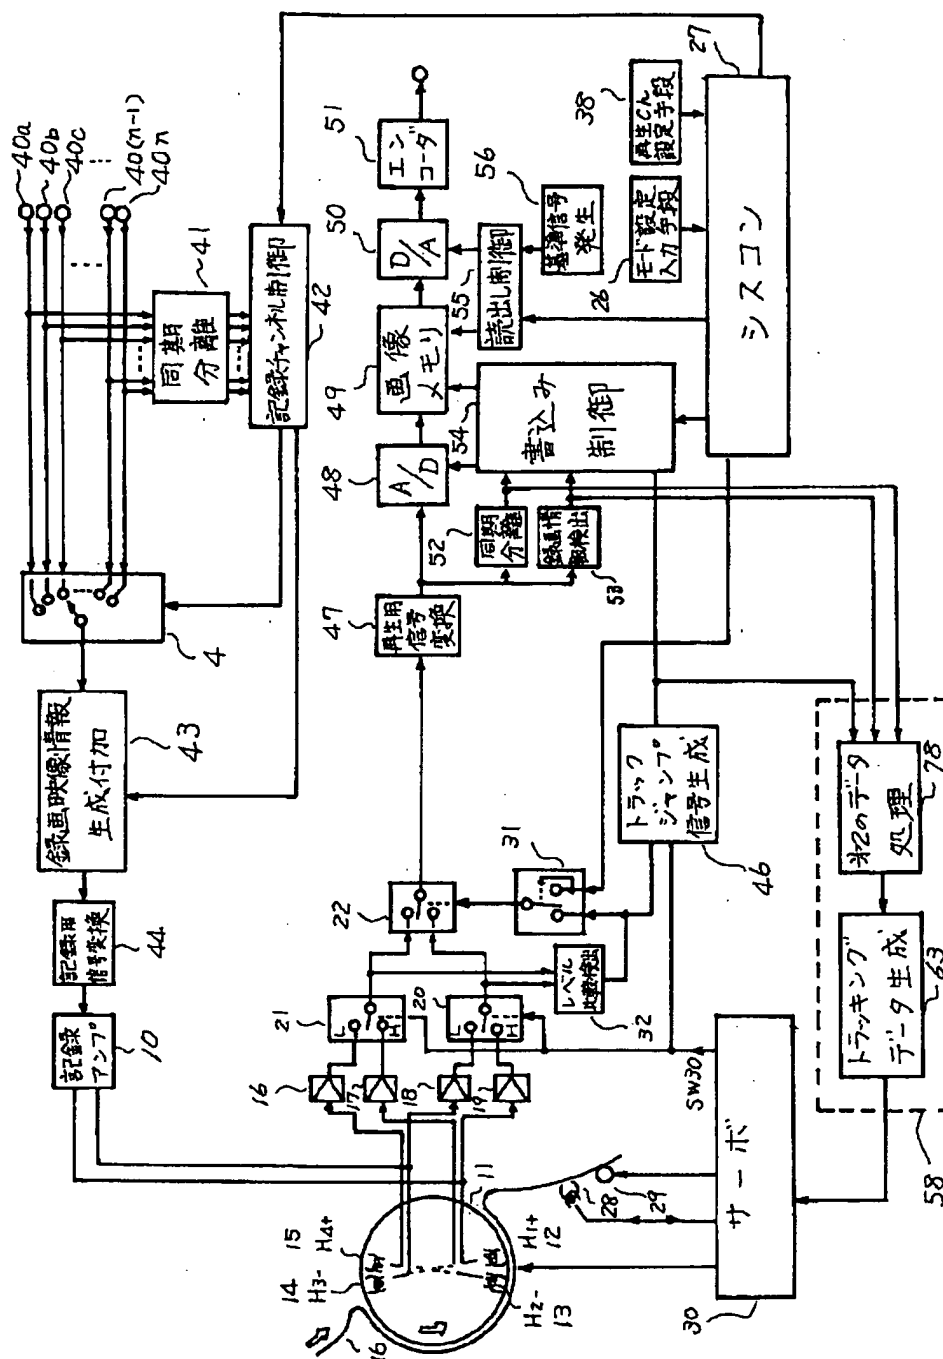 40a
40b
40c
40(n-1)
40n
41
同期
分離
記録チャンネル制御
42
4
録画映像情報
生成付加
43
記録用
信号変換
44
記録
アンプ
10
エン
コーダ
51
D/A
50
画像
メモリ
49
A/D
48
再生用
信号
変換
47
同期
分離
52
録画情
報検出
53
書込み
制御
54
読出し制御
55
基準信号
発生
56
再生Ch
設定手段
38
モード設定
入力手段
26
シスコン
27
22
31
21
L
H
20
L
H
レベル
比較検出
32
トラック
ジャンプ
信号生成
46
16
17
18
19
15
H4+
14
H3-
H1+
12
H2-
13
11
16
28
29
SW30
サーボ
30
第2のデータ
処理
78
トラッキング
データ生成
63
58